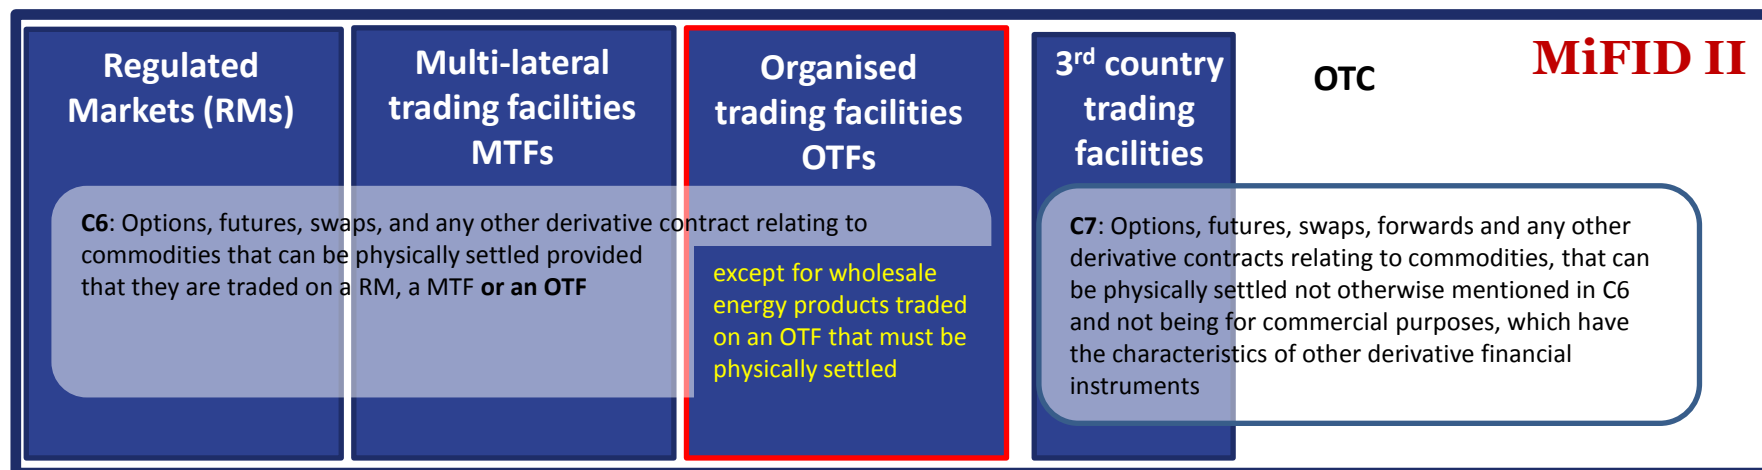 Regulated
Markets (RMs)
Multi-lateral
trading facilities
MTFs
Organised
trading facilities
OTFs
3rd country
trading
facilities
OTC
MiFID II
C6: Options, futures, swaps, and any other derivative contract relating to
commodities that can be physically settled provided
that they are traded on a RM, a MTF or an OTF
except for wholesale
energy products traded
on an OTF that must be
physically settled
C7: Options, futures, swaps, forwards and any other
derivative contracts relating to commodities, that can
be physically settled not otherwise mentioned in C6
and not being for commercial purposes, which have
the characteristics of other derivative financial
instruments